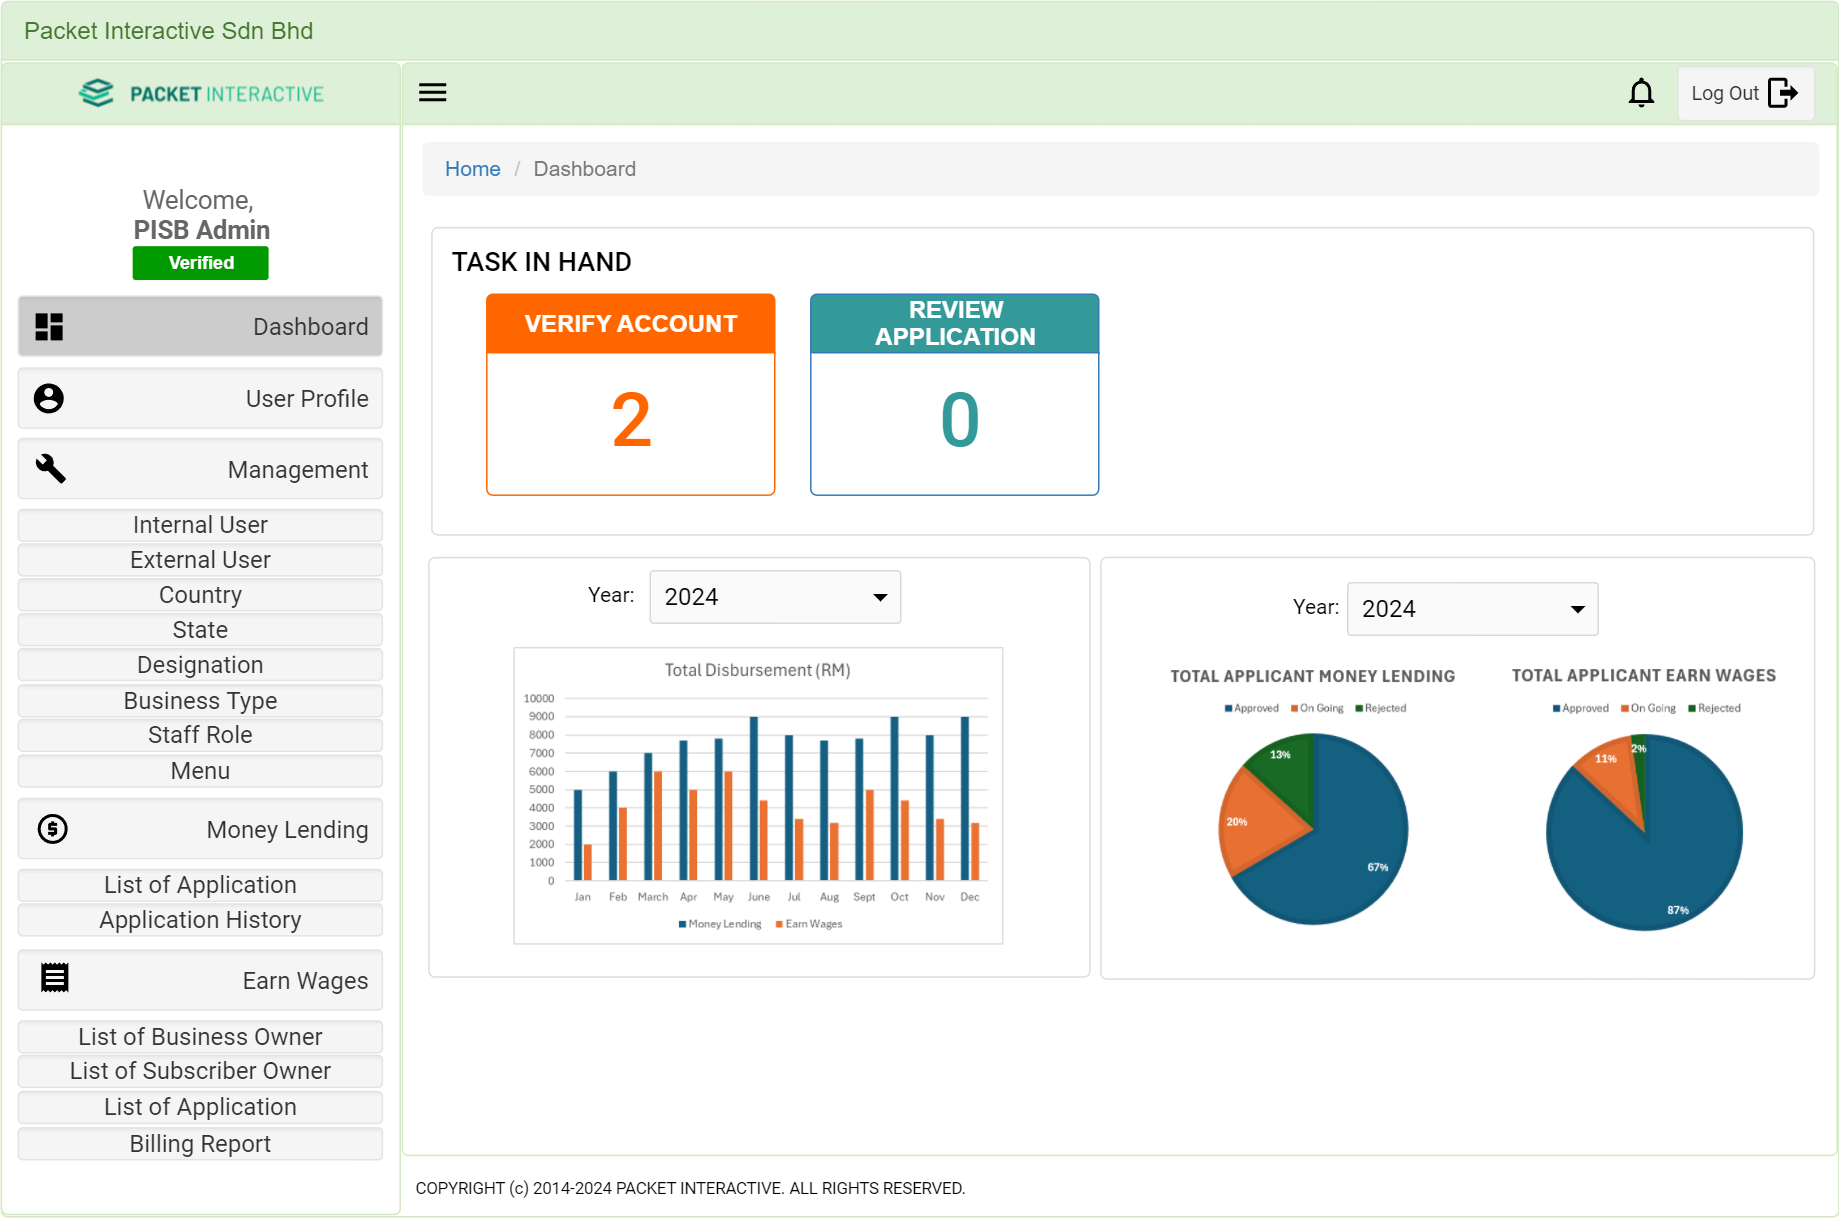 Packet Interactive Sdn Bhd
PACKET INTERACTIVE
Log Out
Welcome,
PISB Admin
Verified
Dashboard
User Profile
Management
Internal User
External User
Country
State
Designation
Business Type
Staff Role
Menu
Money Lending
List of Application
Application History
Earn Wages
List of Business Owner
List of Subscriber Owner
List of Application
Billing Report
Home / Dashboard
TASK IN HAND
VERIFY ACCOUNT
2
REVIEW
APPLICATION
0
Year: 2024
Total Disbursement (RM)
10000
9000
8000
7000
6000
5000
4000
3000
2000
1000
0
Jan Feb March Apr May June Jul Aug Sept Oct Nov Dec
Money Lending Earn Wages
Year: 2024
TOTAL APPLICANT MONEY LENDING
Approved On Going Rejected
13%
20%
67%
TOTAL APPLICANT EARN WAGES
Approved On Going Rejected
2%
11%
87%
COPYRIGHT (c) 2014-2024 PACKET INTERACTIVE. ALL RIGHTS RESERVED.